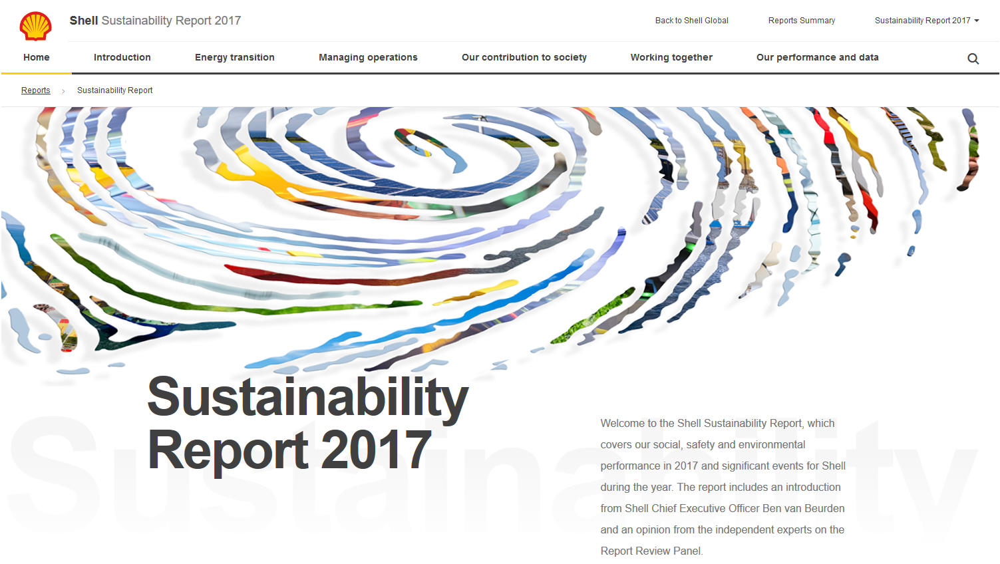 Shell Sustainability Report 2017
Back to Shell Global
Reports Summary
Sustainability Report 2017
Home
Introduction
Energy transition
Managing operations
Our contribution to society
Working together
Our performance and data
Reports
Sustainability Report
Sustainability
Report 2017
Sustainability
Welcome to the Shell Sustainability Report, which
covers our social, safety and environmental
performance in 2017 and significant events for Shell
during the year. The report includes an introduction
from Shell Chief Executive Officer Ben van Beurden
and an opinion from the independent experts on the
Report Review Panel.